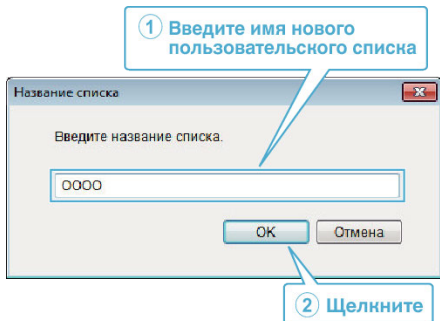 ① Введите имя нового
пользовательского списка
Название списка
Введите название списка.
OOOO
OK
Отмена
② Щелкните